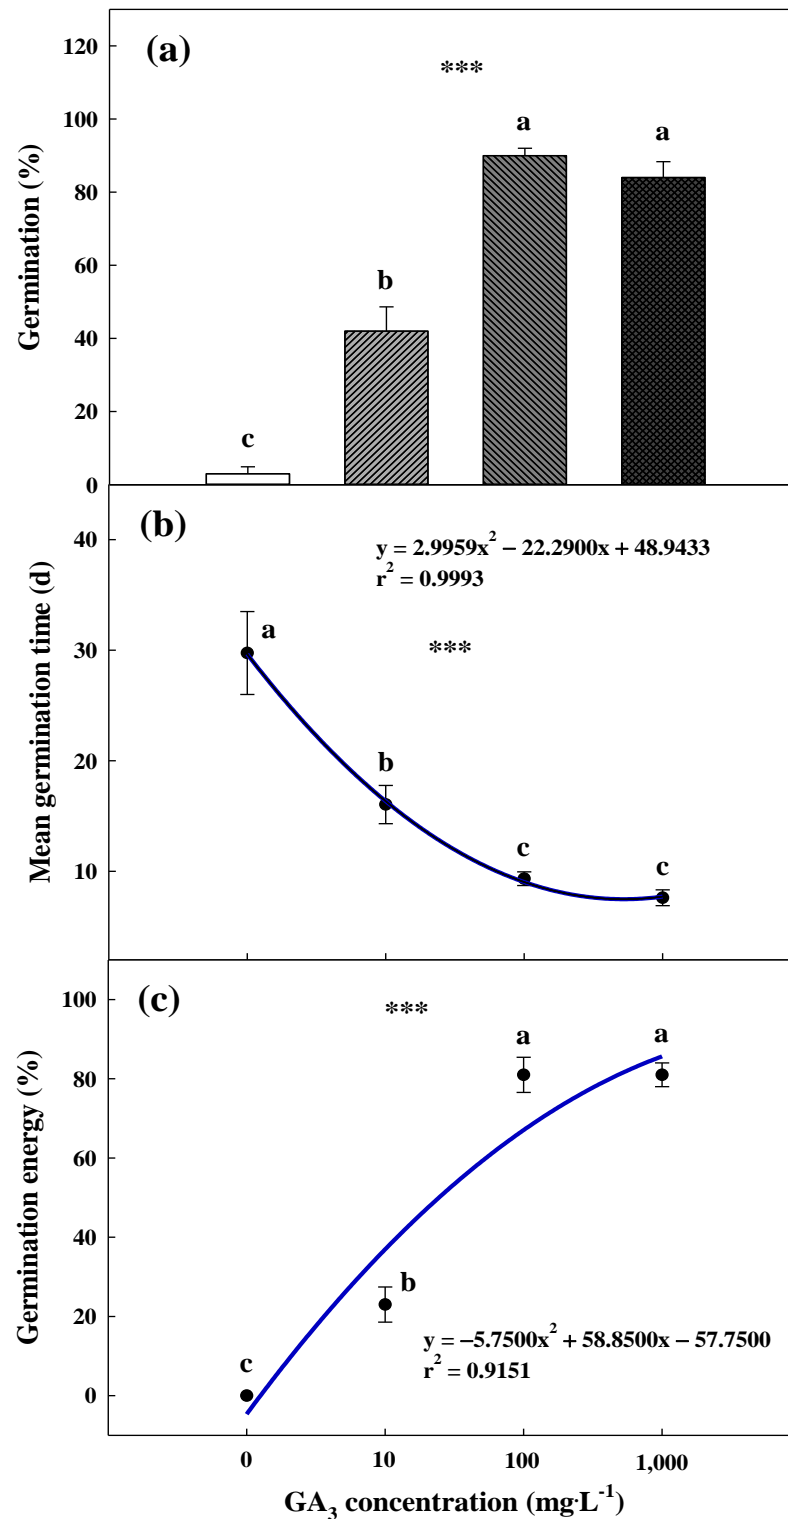 (a)
***
120
100
80
60
40
20
0
Germination (%)
c
b
a
a
(b)
y = 2.9959x² − 22.2900x + 48.9433
r² = 0.9993
***
40
30
20
10
Mean germination time (d)
a
b
c
c
(c)
***
100
80
60
40
20
0
Germination energy (%)
c
b
a
a
y = −5.7500x² + 58.8500x − 57.7500
r² = 0.9151
0 10 100 1,000
GA₃ concentration (mg·L⁻¹)